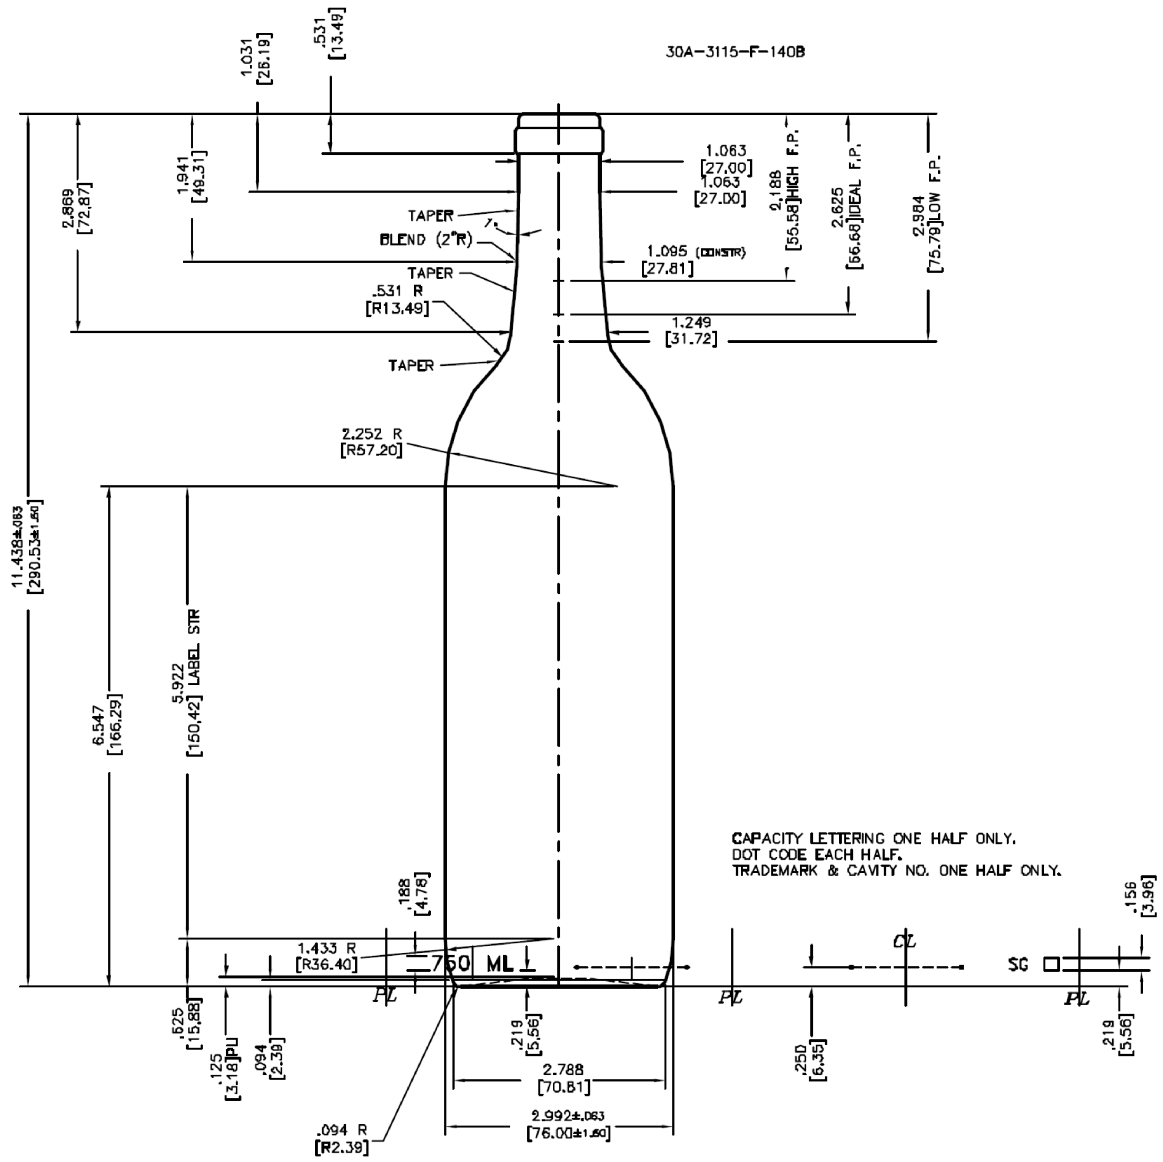 30A-3115-F-140B
.531
[13.49]
1.031
[26.19]
1.941
[49.31]
2.869
[72.87]
1.063
[27.00]
1.063
[27.00]
2.188
[55.58]HIGH F.P.
2.625
[66.68]IDEAL F.P.
2.984
[75.79]LOW F.P.
TAPER
BLEND (2"R)
1.095 (CONSTR)
[27.81]
TAPER
.531 R
[R13.49]
1.249
[31.72]
TAPER
2.252 R
[R57.20]
11.438±.063
[290.53±1.60]
6.547
[166.29]
5.922
[150.42] LABEL STR
CAPACITY LETTERING ONE HALF ONLY.
DOT CODE EACH HALF.
TRADEMARK & CAVITY NO. ONE HALF ONLY.
.188
[4.78]
.156
[3.96]
1.433 R
[R36.40]
750 ML
CL
SG
PL
PL
PL
.625
[15.88]
.125
[3.18]PL
.094
[2.39]
.219
[5.56]
.250
[6.35]
.219
[5.56]
2.788
[70.81]
2.992±.063
[76.00±1.60]
.094 R
[R2.39]